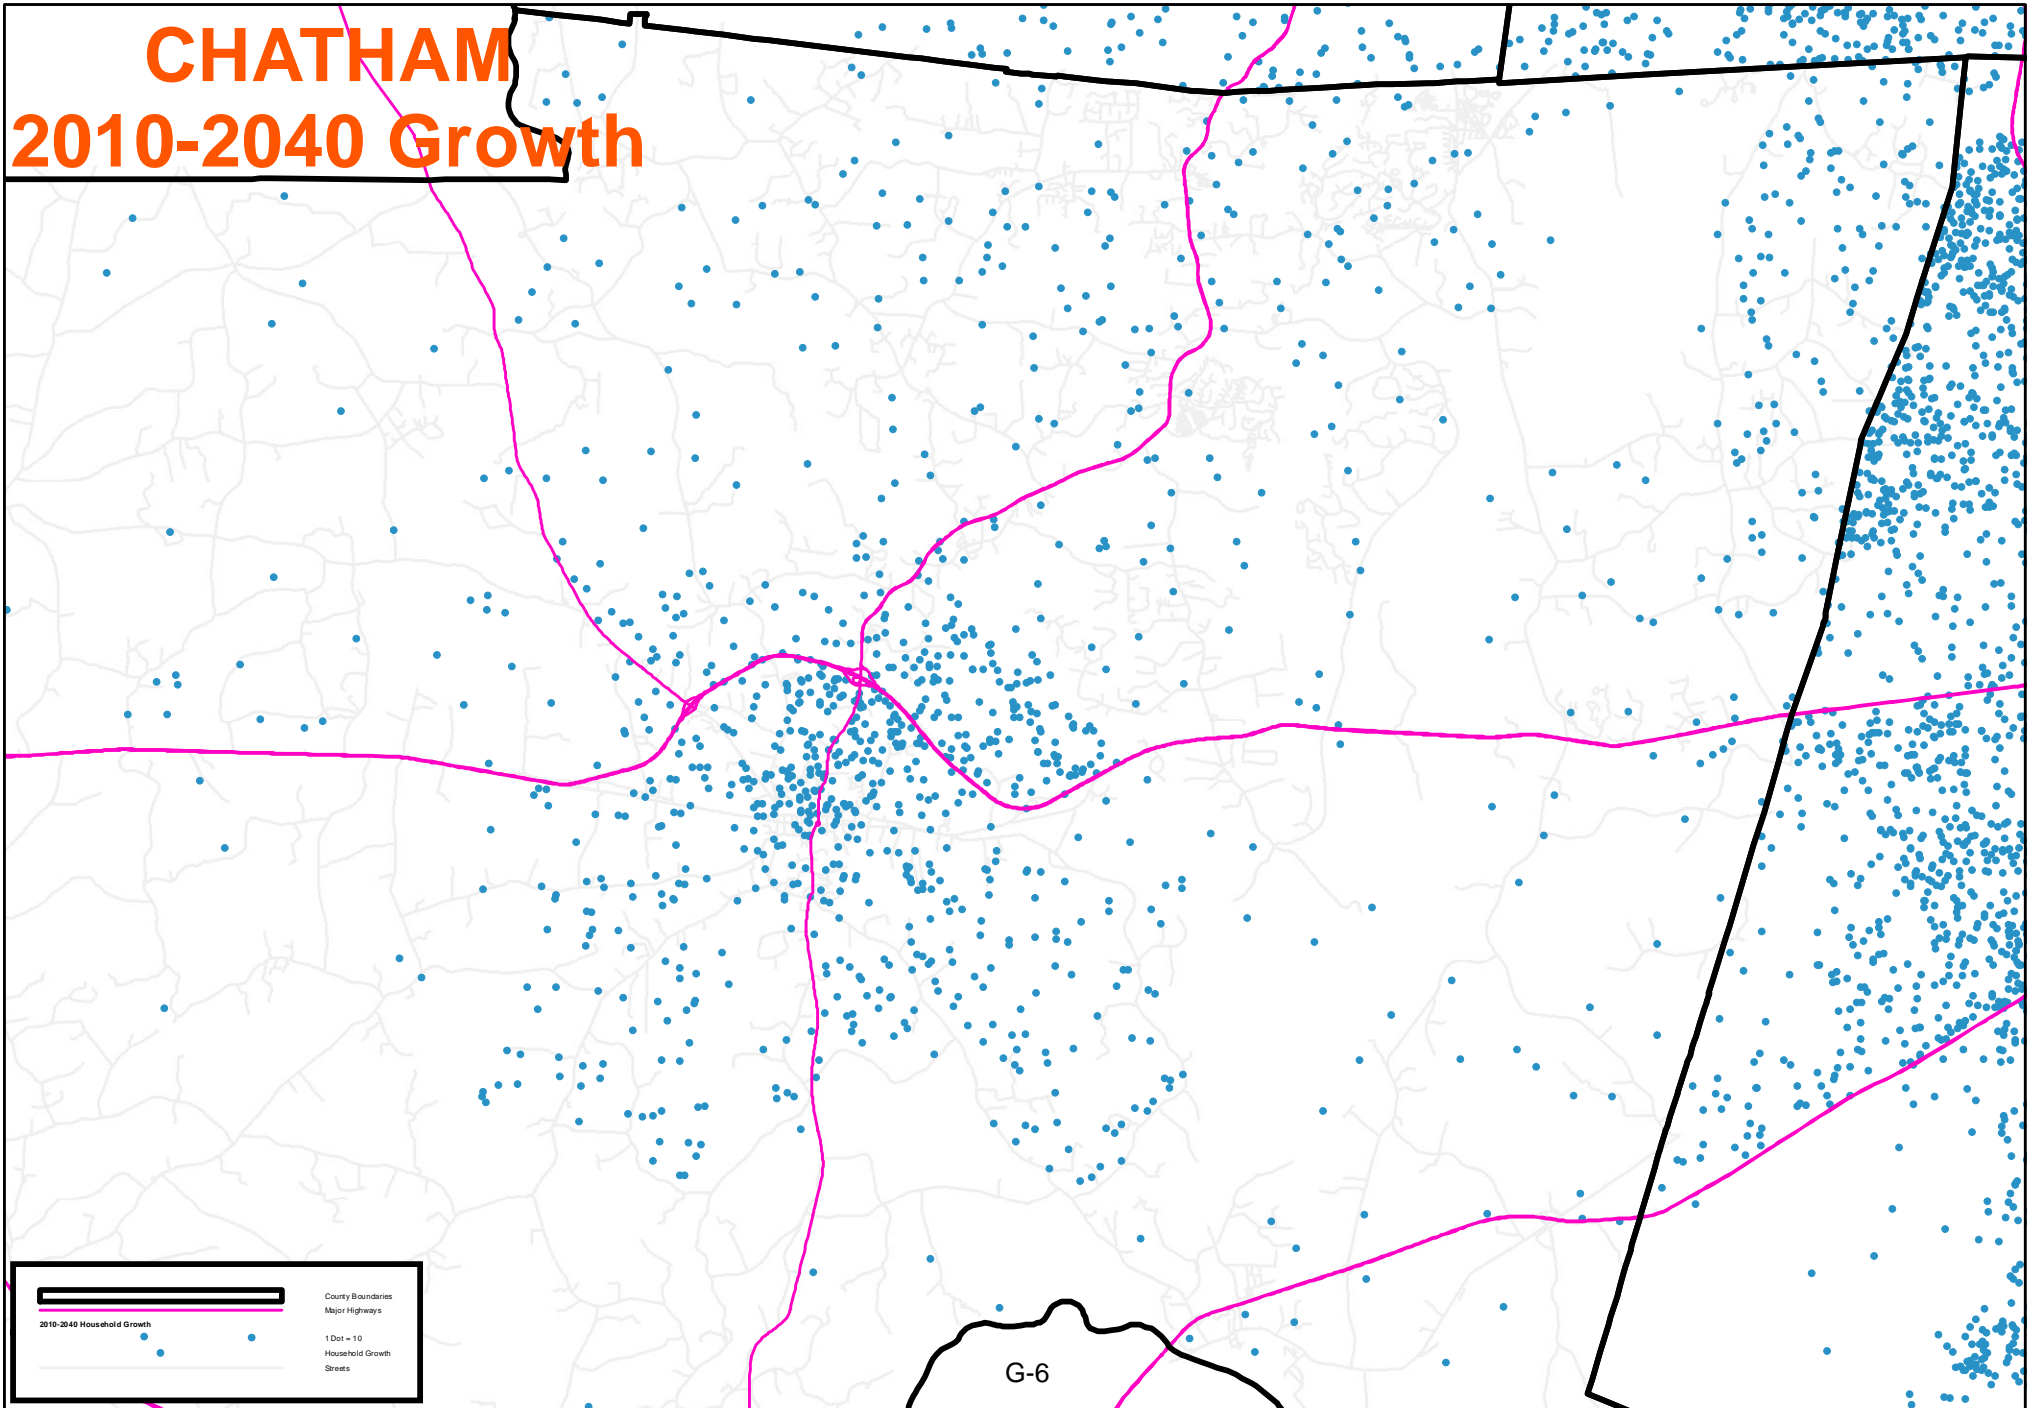 CHATHAM
2010-2040 Growth
County Boundaries
Major Highways
2010-2040 Household Growth
1 Dot = 10
Household Growth
Streets
G-6